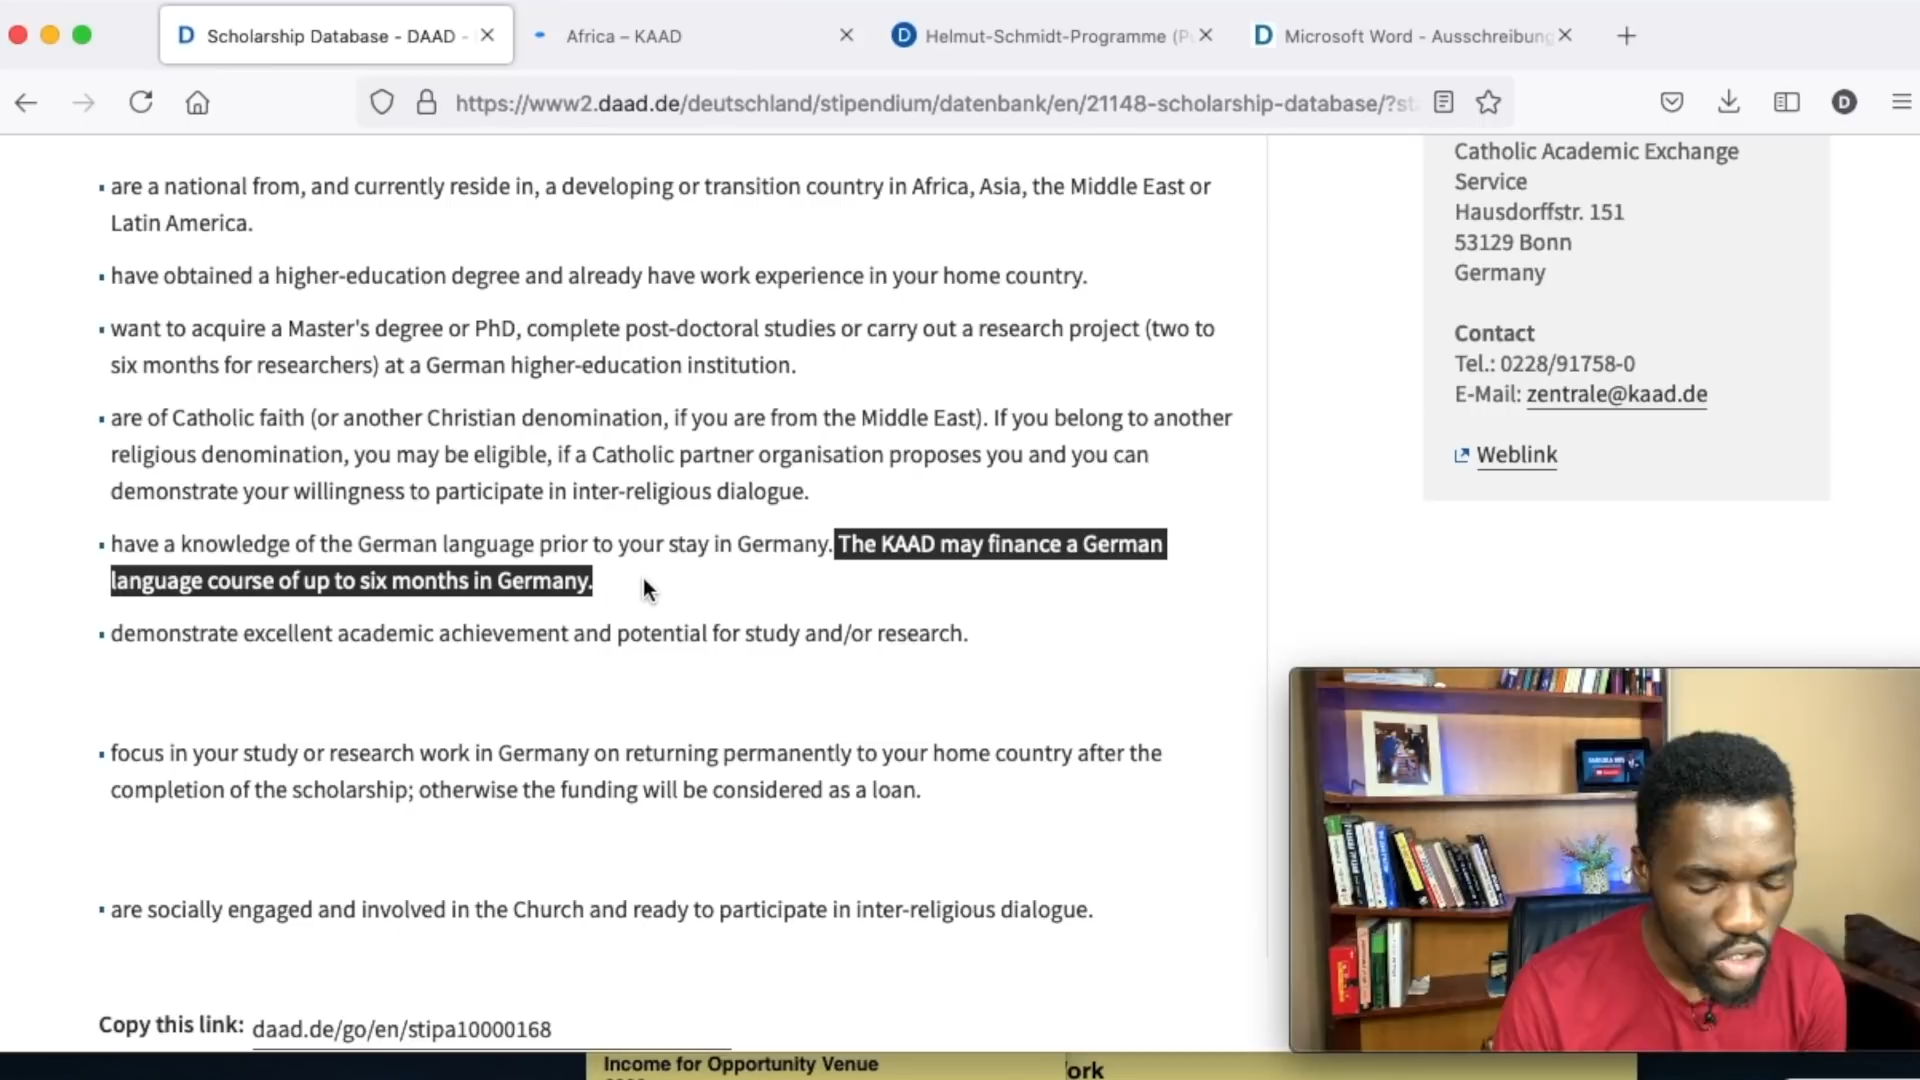 Scholarship Database - DAAD -
Africa – KAAD
Helmut-Schmidt-Programme (P
Microsoft Word - Ausschreibung
https://www2.daad.de/deutschland/stipendium/datenbank/en/21148-scholarship-database/?st
D
Catholic Academic Exchange
Service
Hausdorffstr. 151
53129 Bonn
Germany
Contact
Tel.: 0228/91758-0
E-Mail: zentrale@kaad.de
Weblink
▪ are a national from, and currently reside in, a developing or transition country in Africa, Asia, the Middle East or
Latin America.
▪ have obtained a higher-education degree and already have work experience in your home country.
▪ want to acquire a Master's degree or PhD, complete post-doctoral studies or carry out a research project (two to
six months for researchers) at a German higher-education institution.
▪ are of Catholic faith (or another Christian denomination, if you are from the Middle East). If you belong to another
religious denomination, you may be eligible, if a Catholic partner organisation proposes you and you can
demonstrate your willingness to participate in inter-religious dialogue.
▪ have a knowledge of the German language prior to your stay in Germany. The KAAD may finance a German
language course of up to six months in Germany.
▪ demonstrate excellent academic achievement and potential for study and/or research.
▪ focus in your study or research work in Germany on returning permanently to your home country after the
completion of the scholarship; otherwise the funding will be considered as a loan.
▪ are socially engaged and involved in the Church and ready to participate in inter-religious dialogue.
Copy this link: daad.de/go/en/stipa10000168
Income for Opportunity Venue
ork